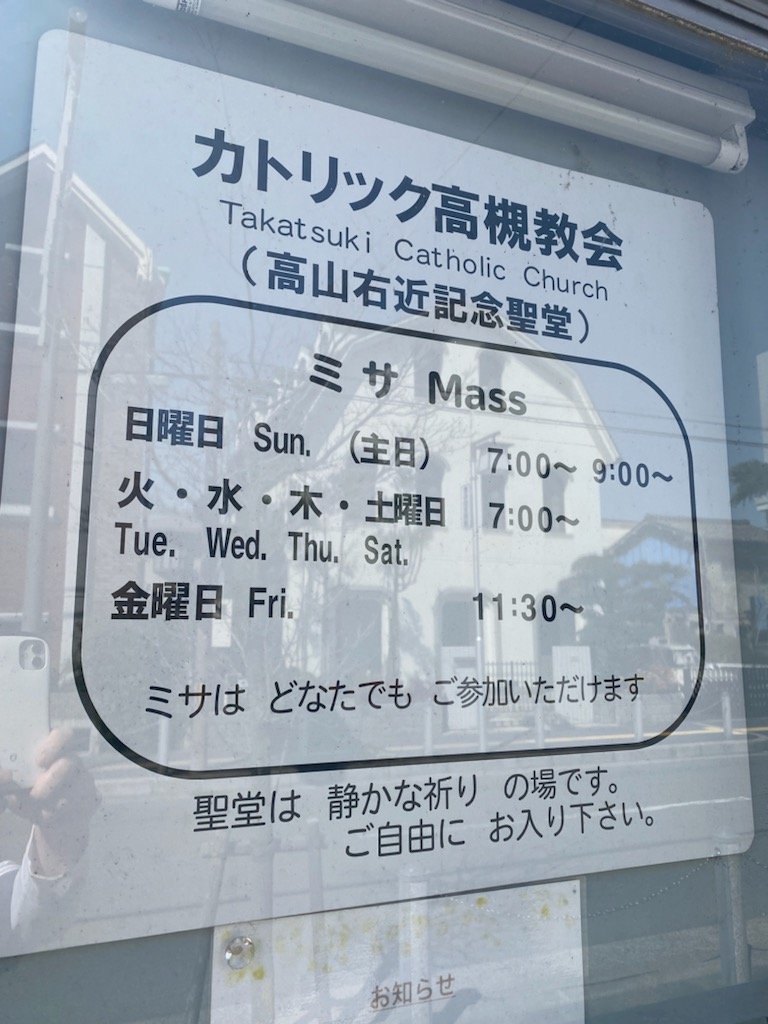 カトリック高槻教会
Takatsuki Catholic Church
（高山右近記念聖堂）
ミサ Mass
日曜日 Sun. （主日） 7:00～ 9:00～
火・水・木・土曜日 7:00～
Tue. Wed. Thu. Sat.
金曜日 Fri. 11:30～
ミサは どなたでも ご参加いただけます
聖堂は 静かな祈り の場です。
ご自由に お入り下さい。
お知らせ